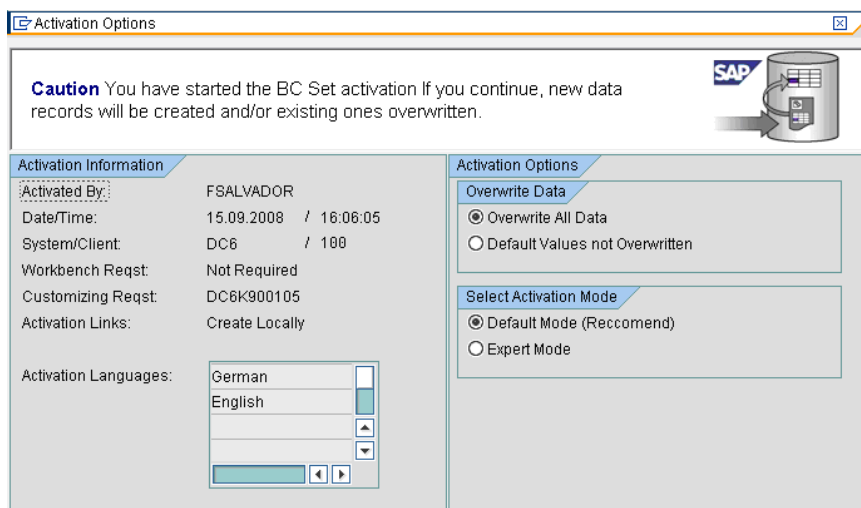 Activation Options
Caution You have started the BC Set activation If you continue, new data
records will be created and/or existing ones overwritten.
SAP
Activation Information
Activated By: FSALVADOR
Date/Time: 15.09.2008 / 16:06:05
System/Client: DC6 / 100
Workbench Reqst: Not Required
Customizing Reqst: DC6K900105
Activation Links: Create Locally
Activation Languages: German
English
Activation Options
Overwrite Data
Overwrite All Data
Default Values not Overwritten
Select Activation Mode
Default Mode (Reccomend)
Expert Mode